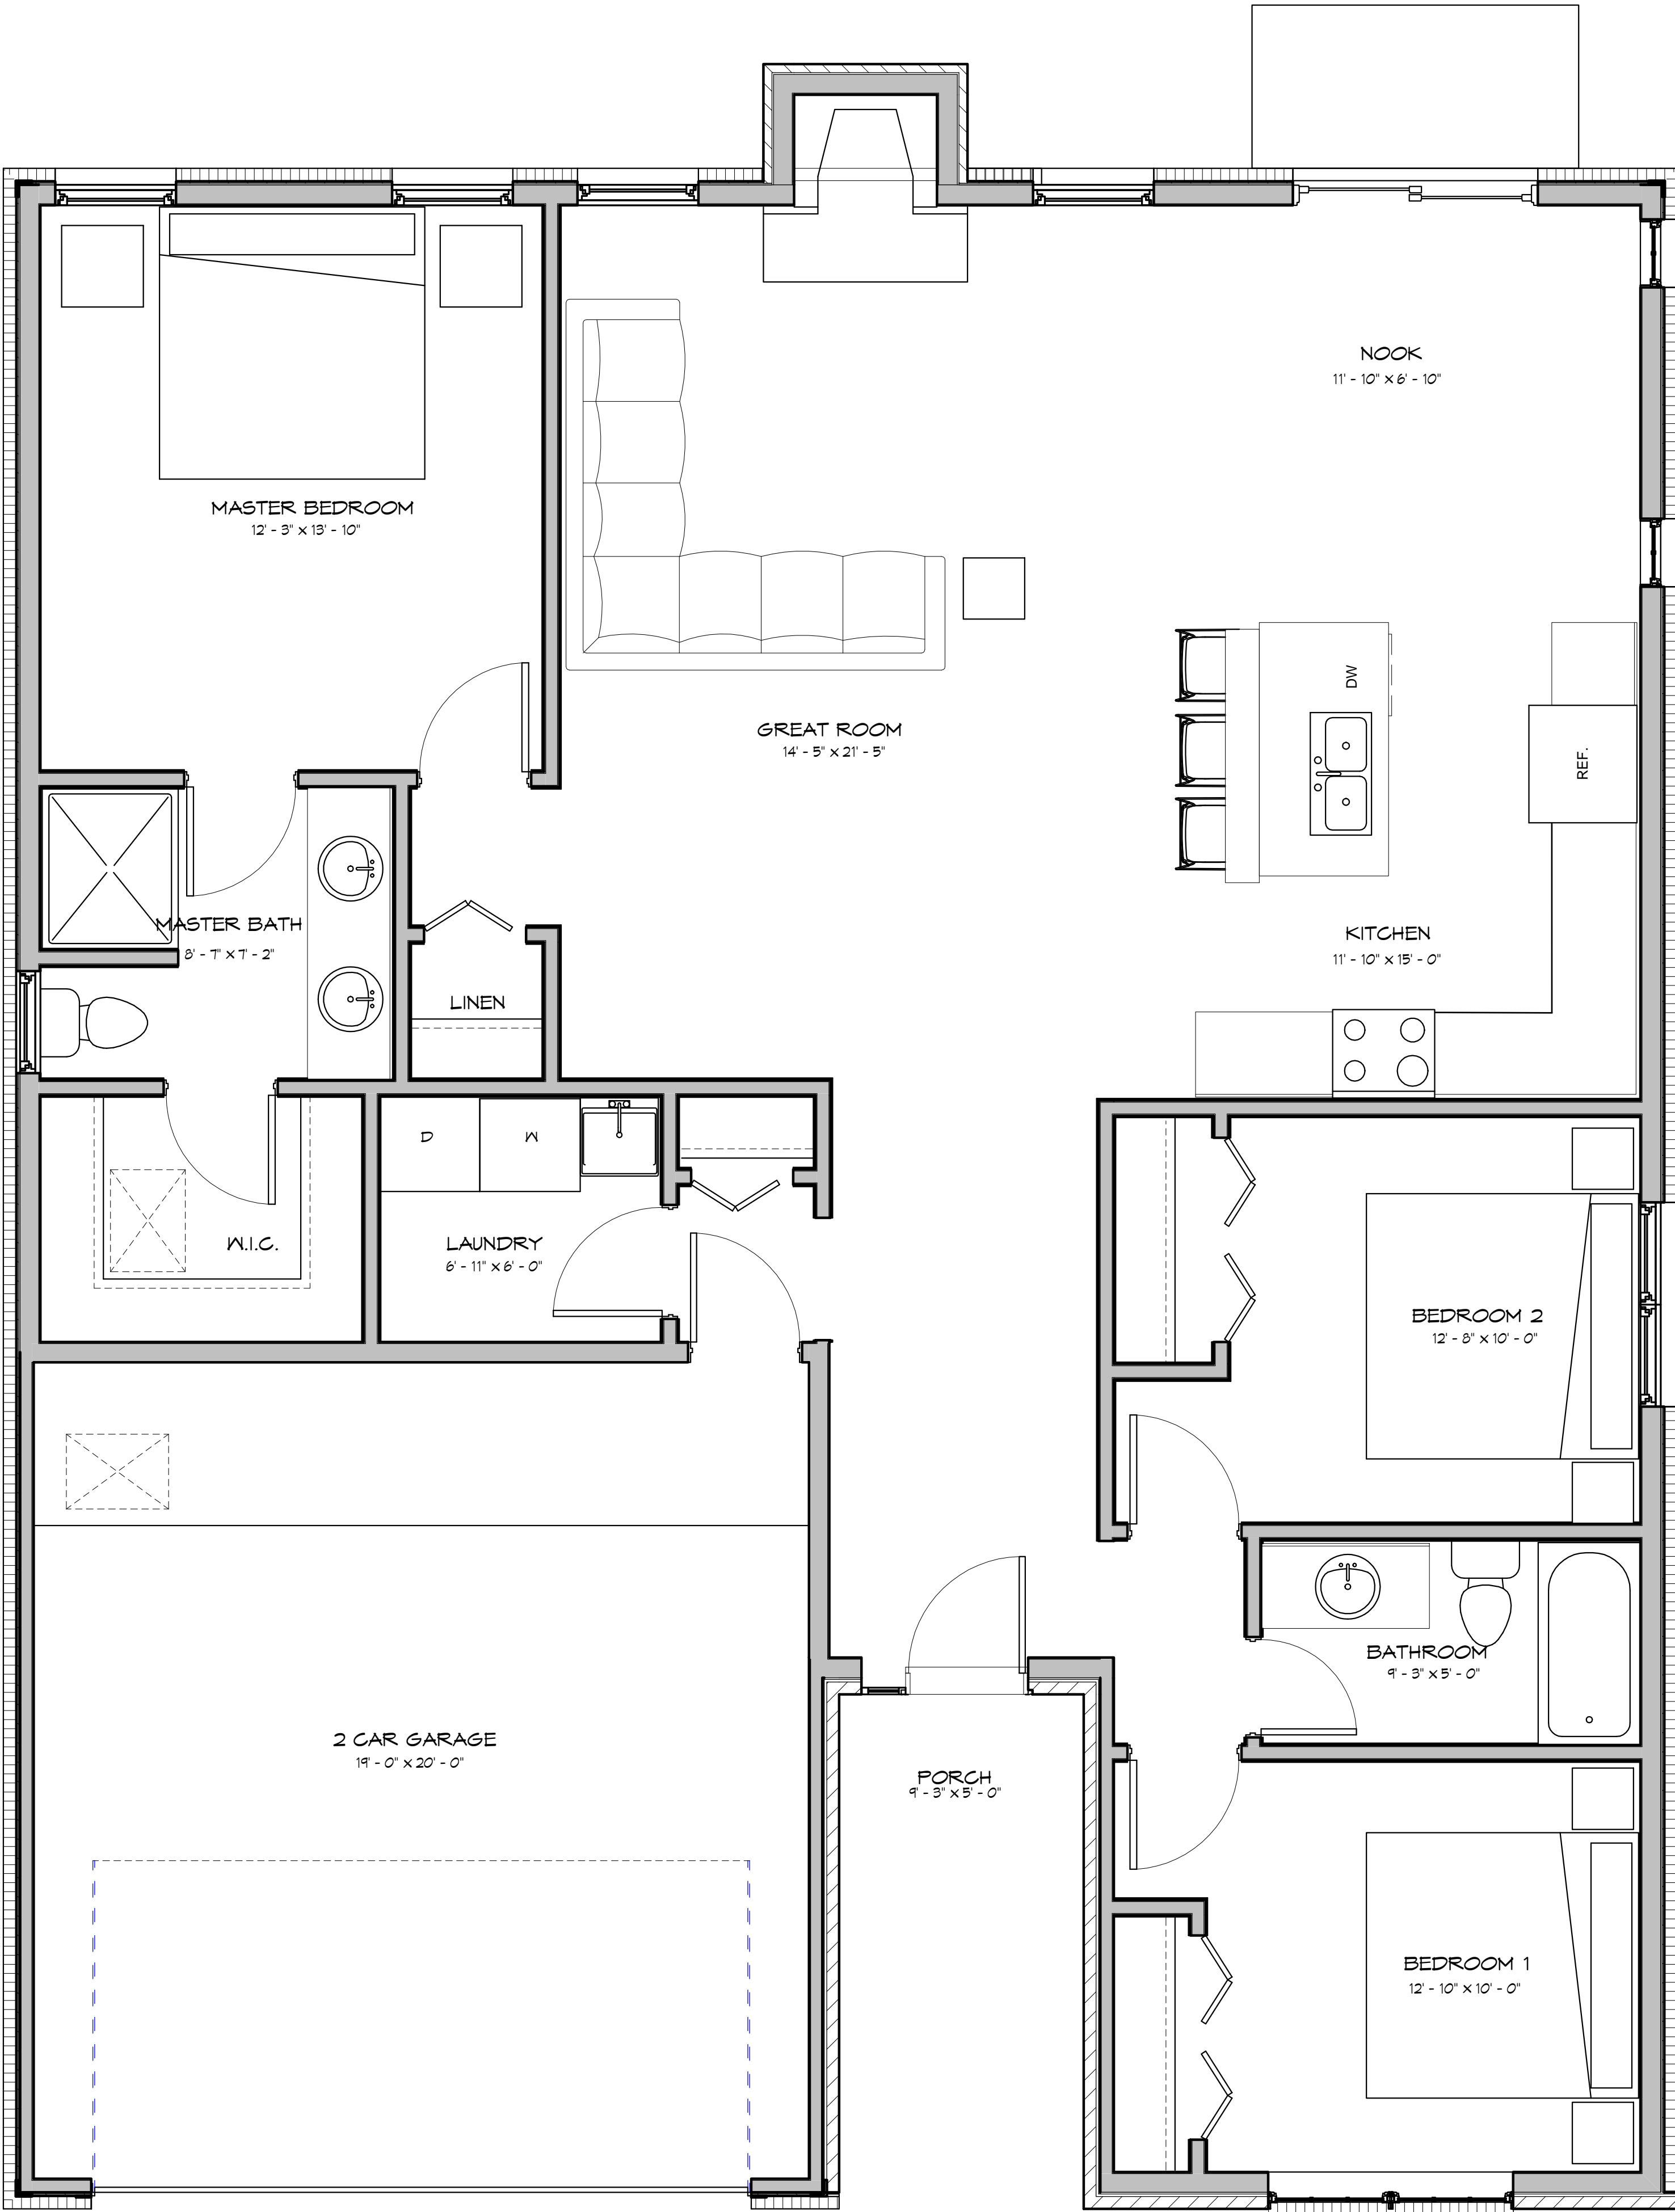 NOOK
11' - 10" x 6' - 10"
MASTER BEDROOM
12' - 3" x 13' - 10"
DW
GREAT ROOM
14' - 5" x 21' - 5"
REF.
MASTER BATH
8' - 7" x 7' - 2"
KITCHEN
11' - 10" x 15' - 0"
LINEN
D
W
W.I.C.
LAUNDRY
6' - 11" x 6' - 0"
BEDROOM 2
12' - 8" x 10' - 0"
BATHROOM
9' - 3" x 5' - 0"
2 CAR GARAGE
19' - 0" x 20' - 0"
PORCH
9' - 3" x 5' - 0"
BEDROOM 1
12' - 10" x 10' - 0"